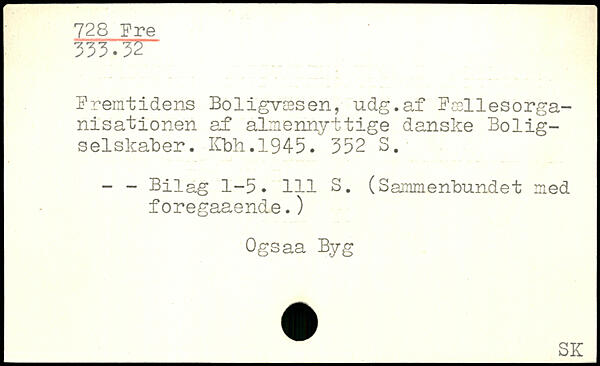 728 Fre
333.32
Fremtidens Boligvæsen, udg.af Fællesorga-
nisationen af almennyttige danske Bolig-
selskaber. Kbh.1945. 352 S.
- - Bilag 1-5. 111 S. (Sammenbundet med
foregaaende.)
Ogsaa Byg
SK